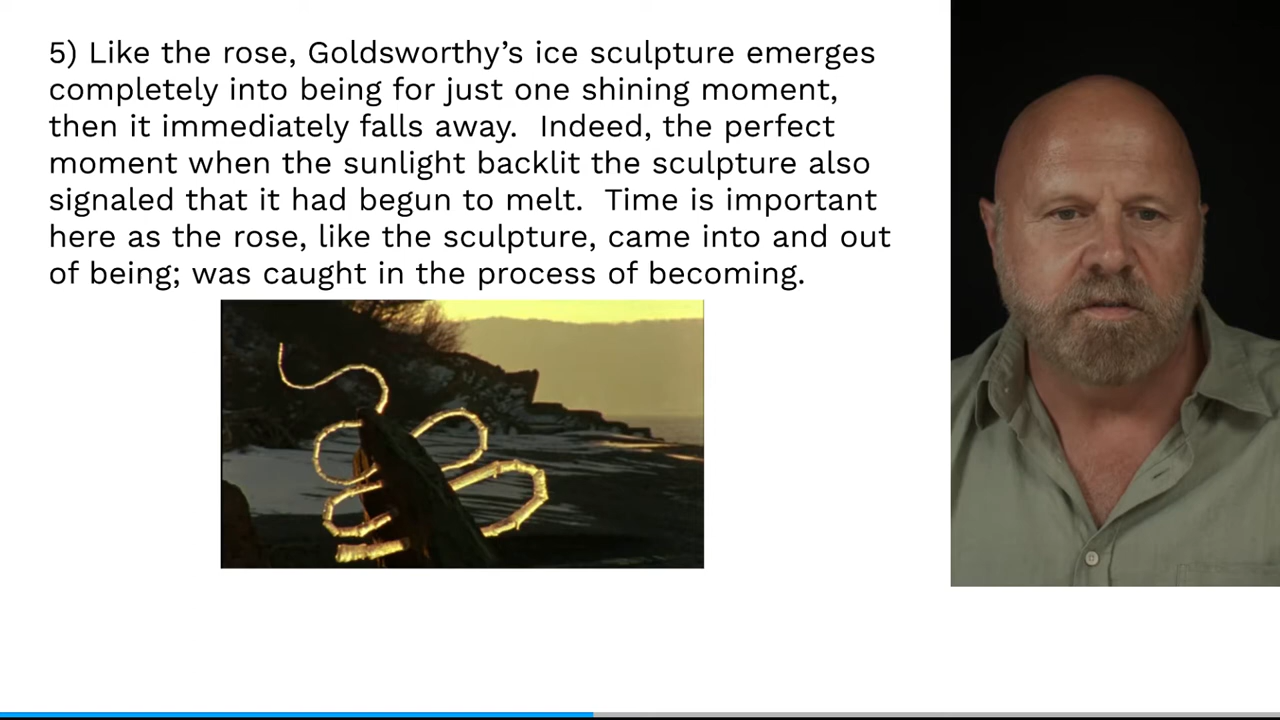 5) Like the rose, Goldsworthy’s ice sculpture emerges
completely into being for just one shining moment,
then it immediately falls away.  Indeed, the perfect
moment when the sunlight backlit the sculpture also
signaled that it had begun to melt.  Time is important
here as the rose, like the sculpture, came into and out
of being; was caught in the process of becoming.